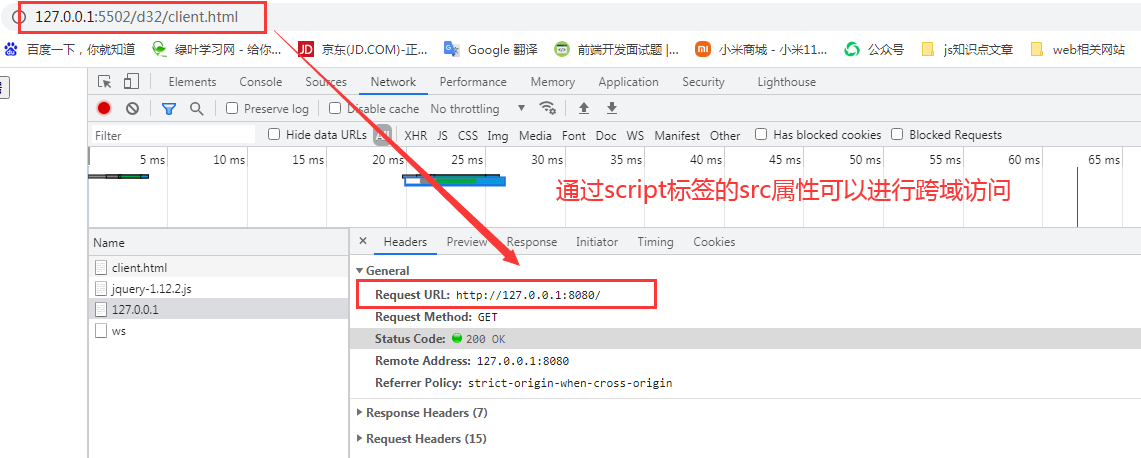 127.0.0.1:5502/d32/client.html
百度一下，你就知道 绿叶学习网 - 给你... 京东(JD.COM)-正... Google 翻译 前端开发面试题 |... 小米商城 - 小米11... 公众号 js知识点文章 web相关网站
Elements Console Sources Network Performance Memory Application Security Lighthouse
Preserve log Disable cache No throttling
Filter Hide data URLs All XHR JS CSS Img Media Font Doc WS Manifest Other Has blocked cookies Blocked Requests
5 ms 10 ms 15 ms 20 ms 25 ms 30 ms 35 ms 40 ms 45 ms 50 ms 55 ms 60 ms 65 ms
通过script标签的src属性可以进行跨域访问
Name
client.html
jquery-1.12.2.js
127.0.0.1
ws
× Headers Preview Response Initiator Timing Cookies
General
Request URL: http://127.0.0.1:8080/
Request Method: GET
Status Code: 200 OK
Remote Address: 127.0.0.1:8080
Referrer Policy: strict-origin-when-cross-origin
Response Headers (7)
Request Headers (15)